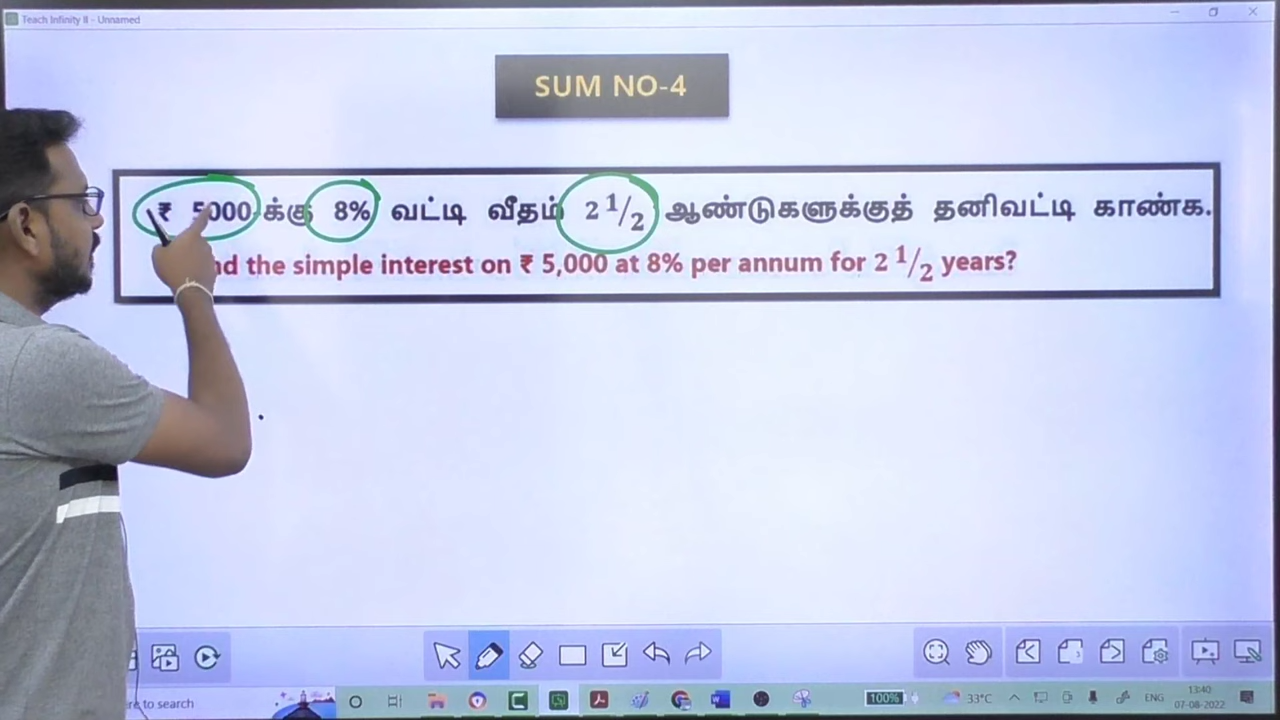 Teach Infinity II - Unnamed
SUM NO-4
₹ 5000-க்கு 8% வட்டி வீதம் 2 1/2 ஆண்டுகளுக்குத் தனிவட்டி காண்க.
the simple interest on ₹ 5,000 at 8% per annum for 2 1/2 years?
to search
100%
33°C
ENG
13:40
07-08-2022